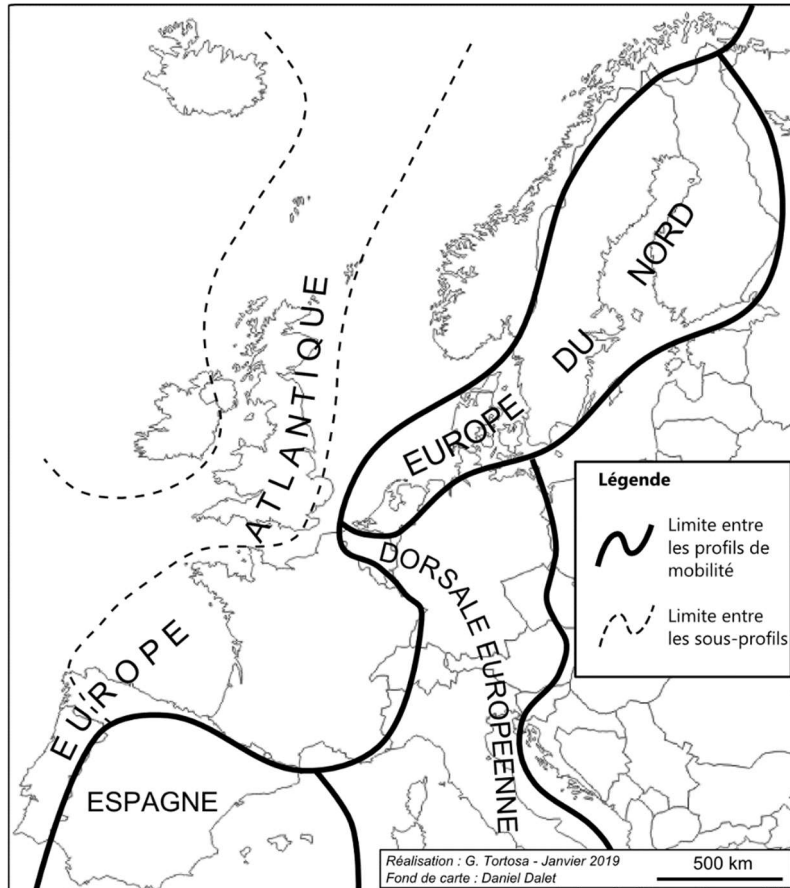 EUROPE ATLANTIQUE
EUROPE DU NORD
DORSALE EUROPEENNE
ESPAGNE
Légende
Limite entre
les profils de
mobilité
Limite entre
les sous-profils
Réalisation : G. Tortosa - Janvier 2019
Fond de carte : Daniel Dalet
500 km